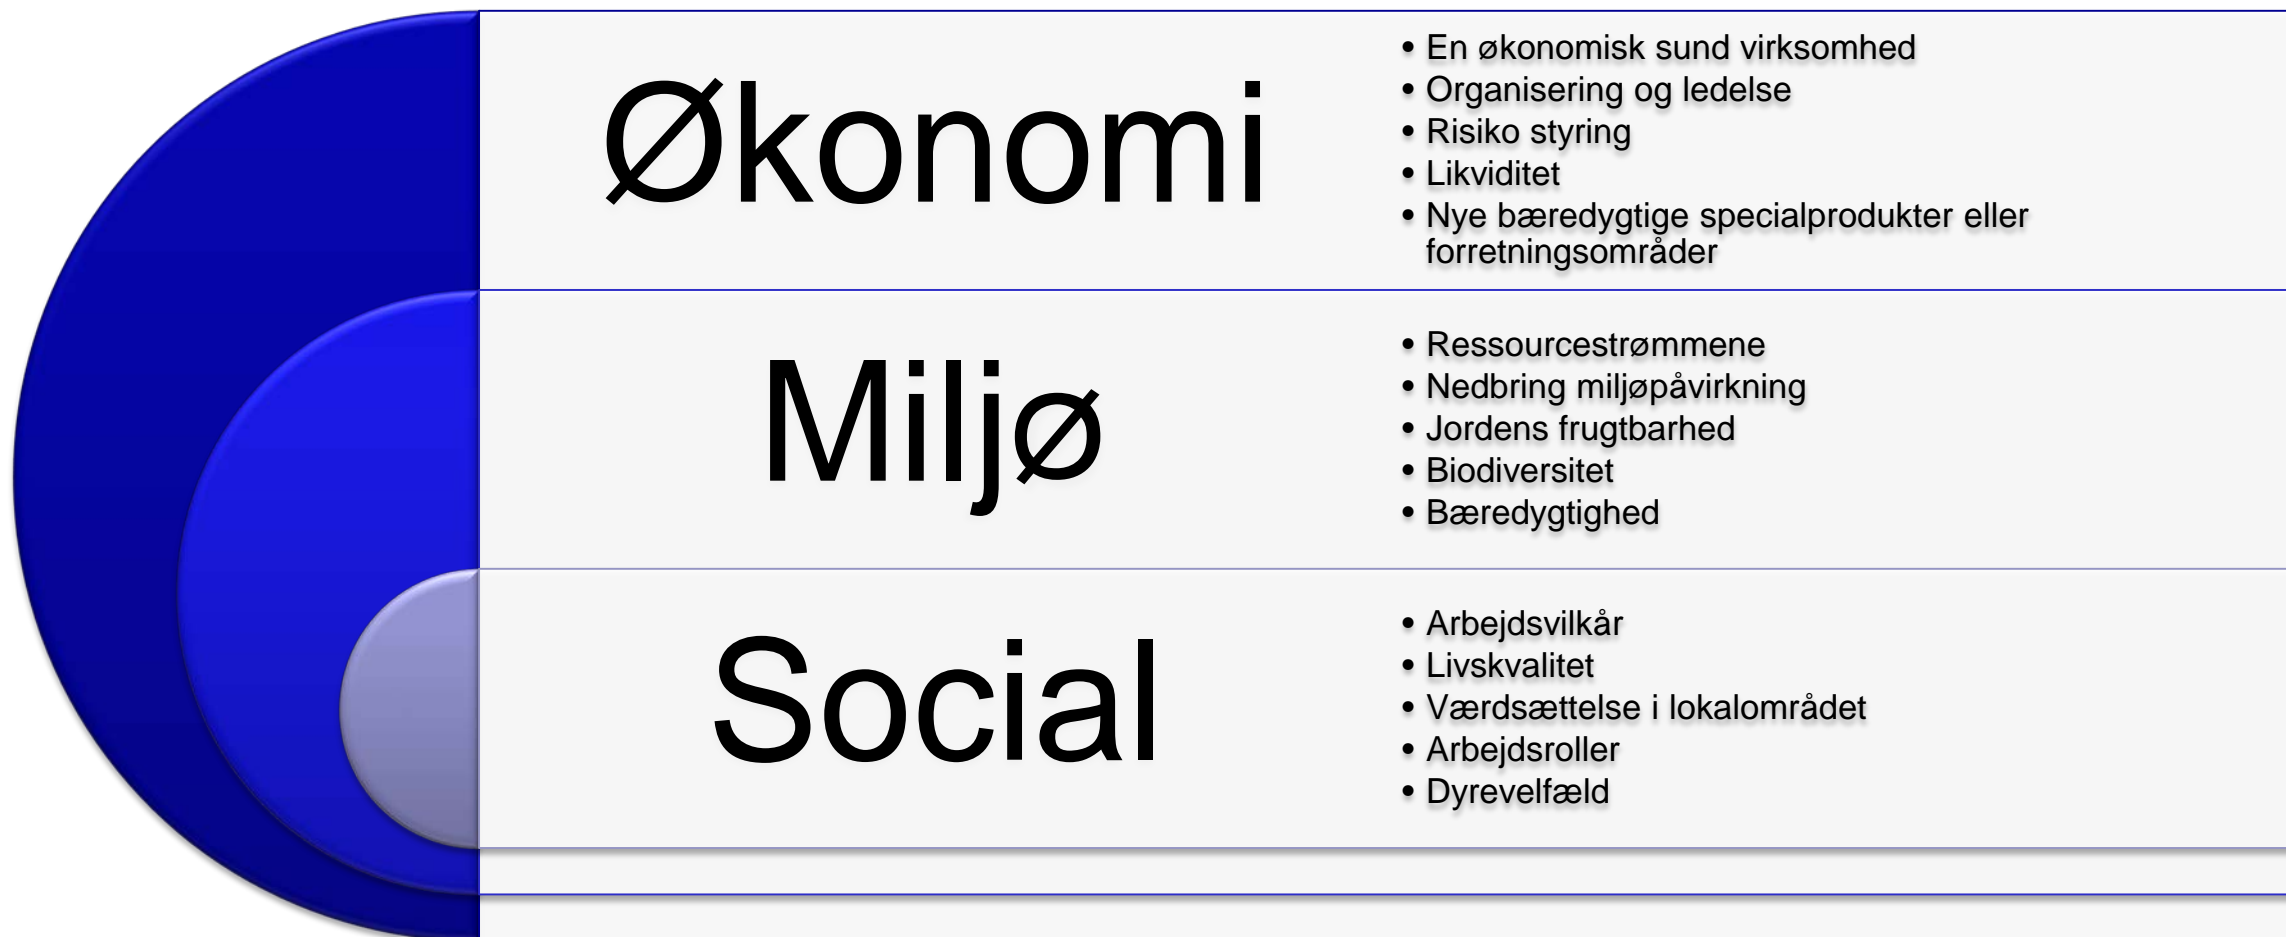 Økonomi
• En økonomisk sund virksomhed
• Organisering og ledelse
• Risiko styring
• Likviditet
• Nye bæredygtige specialprodukter eller
forretningsområder
Miljø
• Ressourcestrømmene
• Nedbring miljøpåvirkning
• Jordens frugtbarhed
• Biodiversitet
• Bæredygtighed
Social
• Arbejdsvilkår
• Livskvalitet
• Værdsættelse i lokalområdet
• Arbejdsroller
• Dyrevelfæld